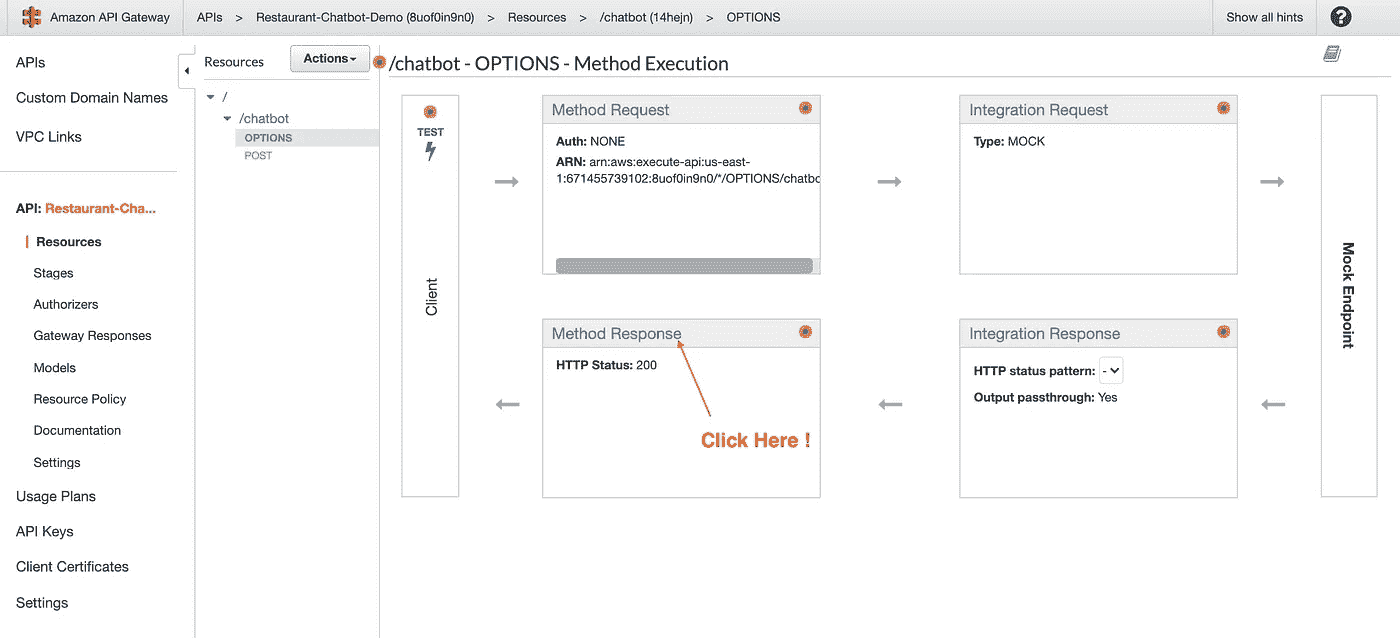 Amazon API Gateway
APIs > Restaurant-Chatbot-Demo (8uof0in9n0) > Resources > /chatbot (14hejn) > OPTIONS
Show all hints
?
APIs
Custom Domain Names
VPC Links
API: Restaurant-Cha...
Resources
Stages
Authorizers
Gateway Responses
Models
Resource Policy
Documentation
Settings
Usage Plans
API Keys
Client Certificates
Settings
Resources
Actions
/
/chatbot
OPTIONS
POST
/chatbot - OPTIONS - Method Execution
TEST
Client
Method Request
Auth: NONE
ARN: arn:aws:execute-api:us-east-
1:671455739102:8uof0in9n0/*/OPTIONS/chatbo
Integration Request
Type: MOCK
Mock Endpoint
Method Response
HTTP Status: 200
Click Here !
Integration Response
HTTP status pattern: -
Output passthrough: Yes